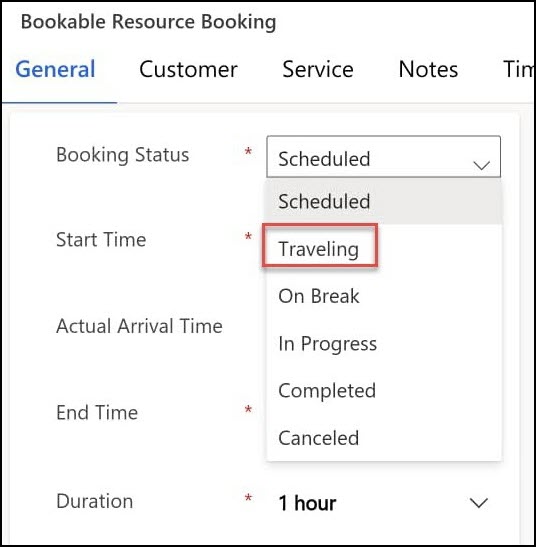 Bookable Resource Booking
General Customer Service Notes Tim
Booking Status * Scheduled
Scheduled
Start Time *
Traveling
On Break
Actual Arrival Time
In Progress
Completed
End Time *
Canceled
Duration * 1 hour